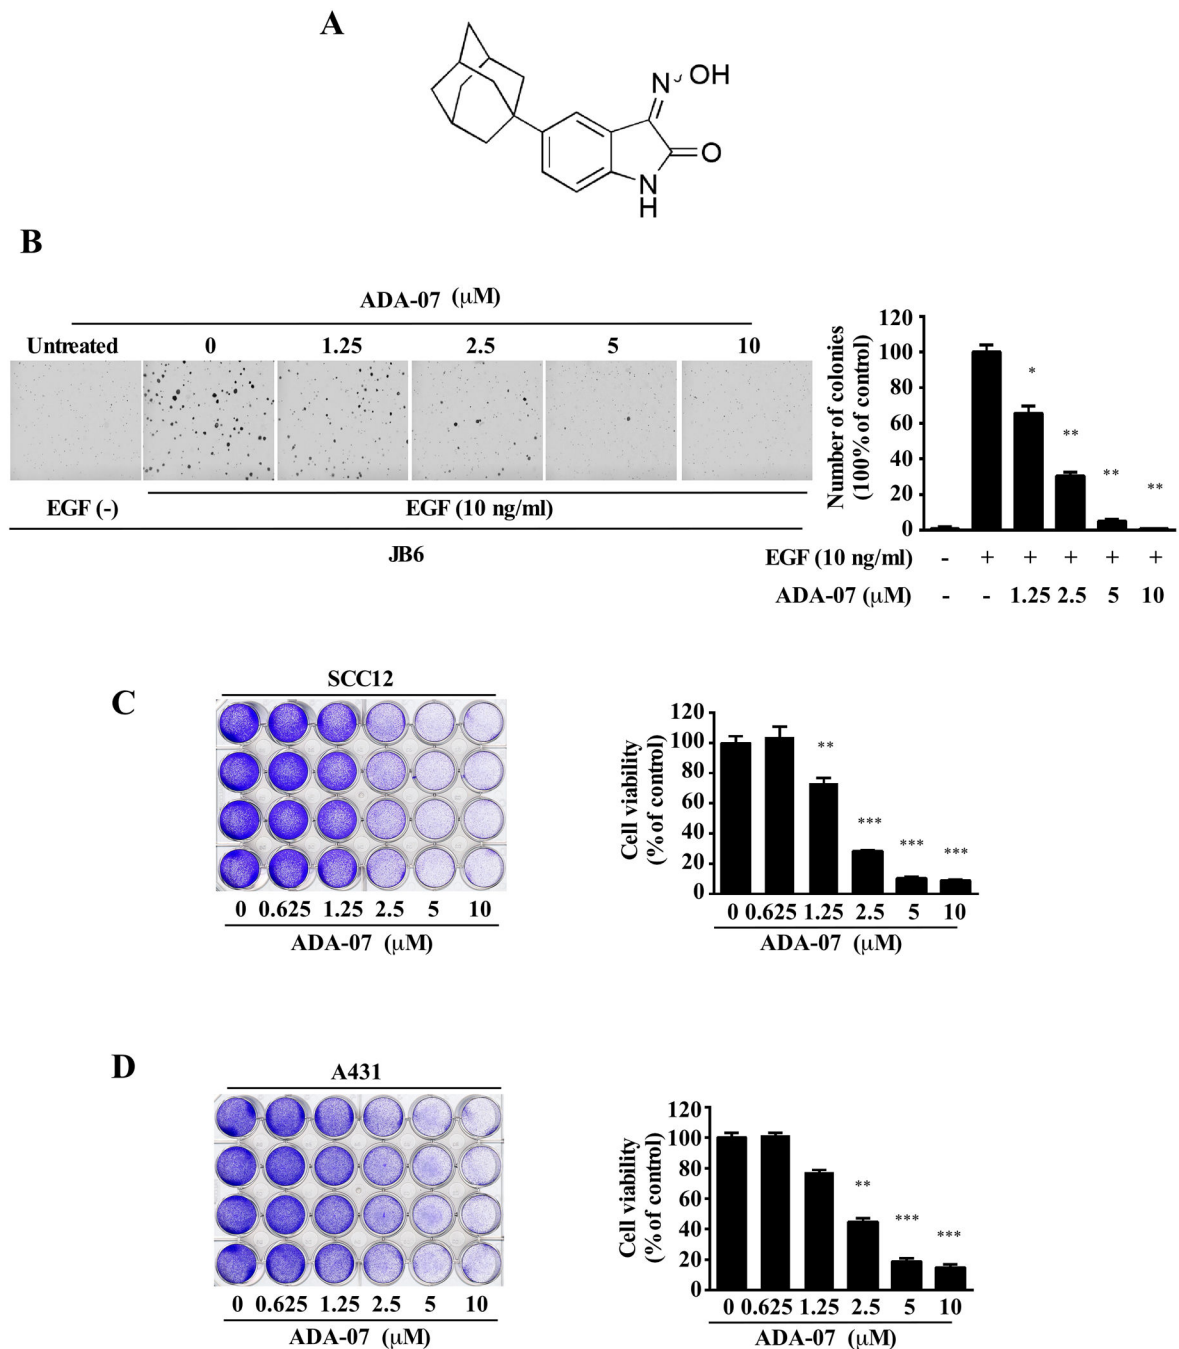 A
N
OH
O
N
H
B
ADA-07 (μM)
Untreated 0 1.25 2.5 5 10
EGF (-) EGF (10 ng/ml)
JB6
Number of colonies
(100% of control)
120
100
80
60
40
20
0
*
**
**
**
EGF (10 ng/ml) - + + + + +
ADA-07 (μM) - - 1.25 2.5 5 10
C
SCC12
0 0.625 1.25 2.5 5 10
ADA-07 (μM)
Cell viability
(% of control)
120
100
80
60
40
20
0
**
***
***
***
0 0.625 1.25 2.5 5 10
ADA-07 (μM)
D
A431
0 0.625 1.25 2.5 5 10
ADA-07 (μM)
Cell viability
(% of control)
120
100
80
60
40
20
0
**
***
***
0 0.625 1.25 2.5 5 10
ADA-07 (μM)